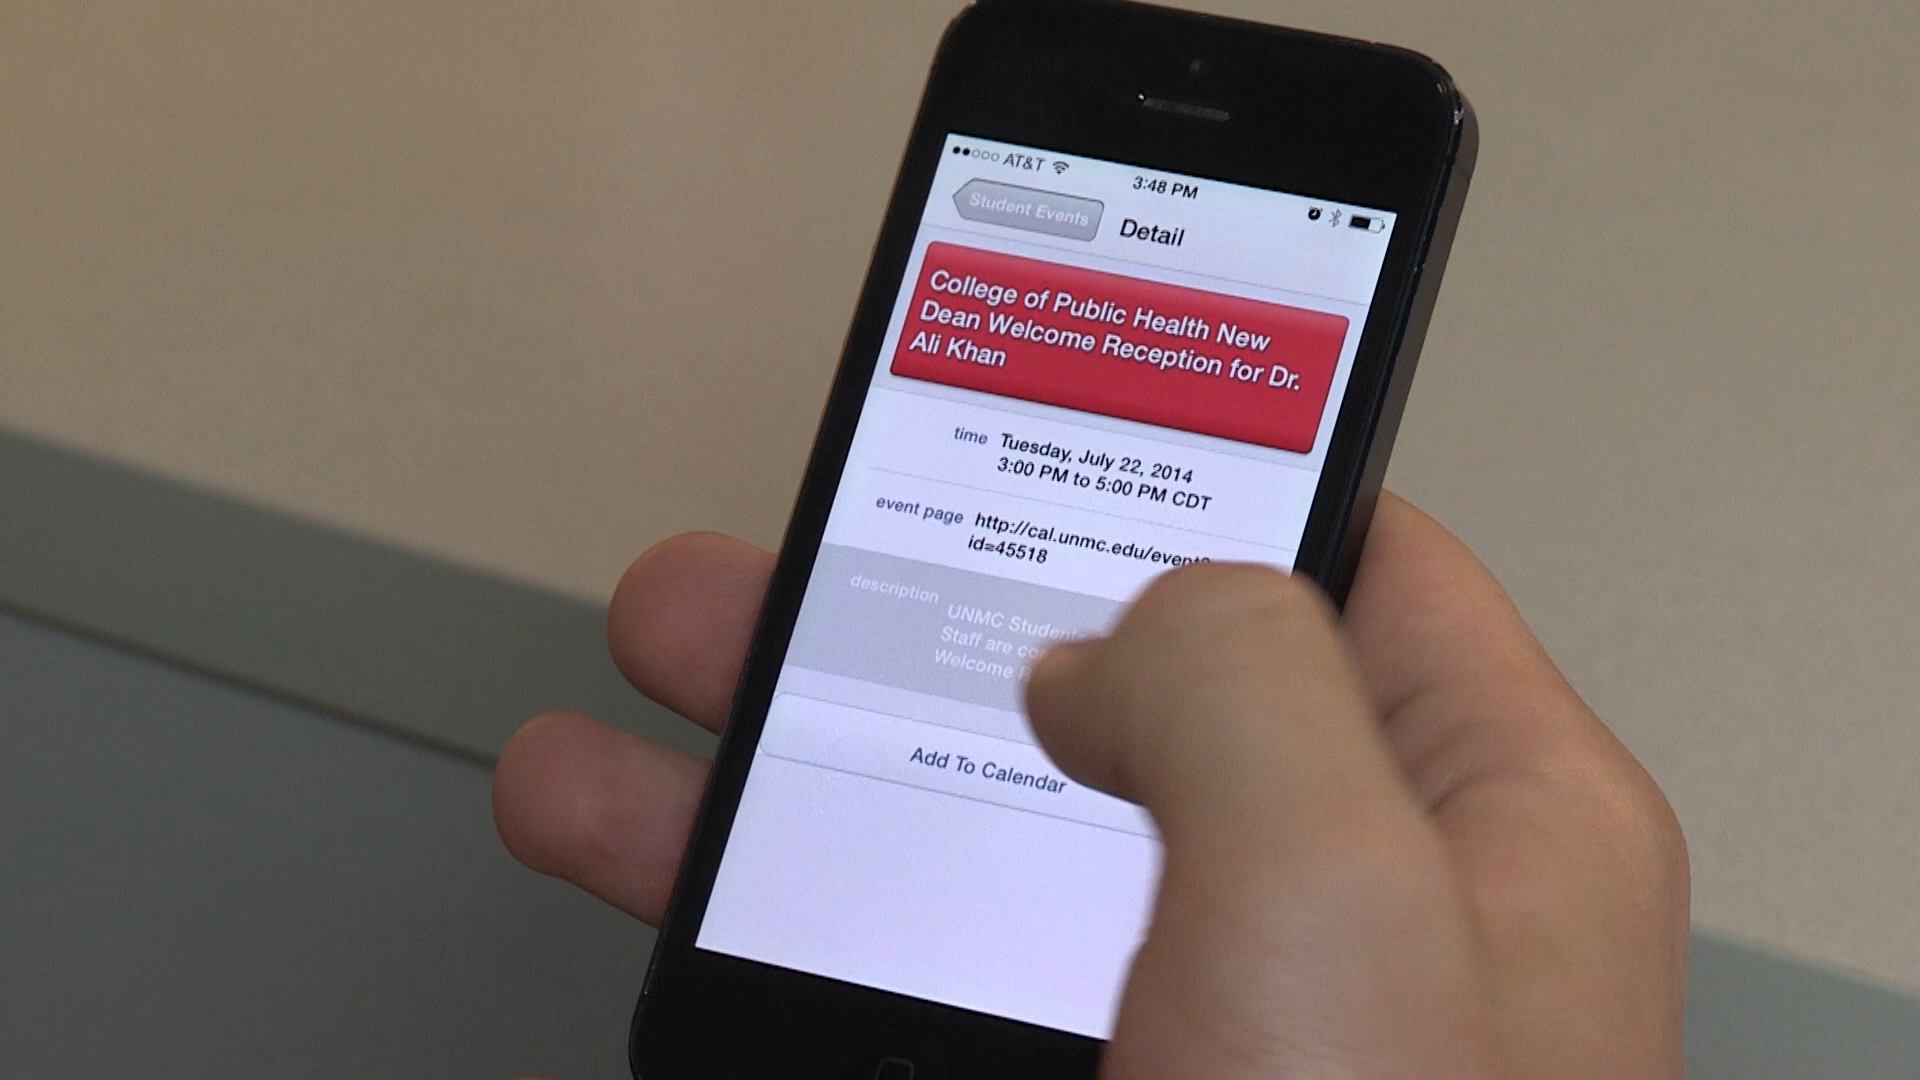 AT&T
3:48 PM
Student Events
Detail
College of Public Health New
Dean Welcome Reception for Dr.
Ali Khan
time
Tuesday, July 22, 2014
3:00 PM to 5:00 PM CDT
event page
http://cal.unmc.edu/event?
id=45518
description
UNMC Students
Staff are
Welcome
Add To Calendar